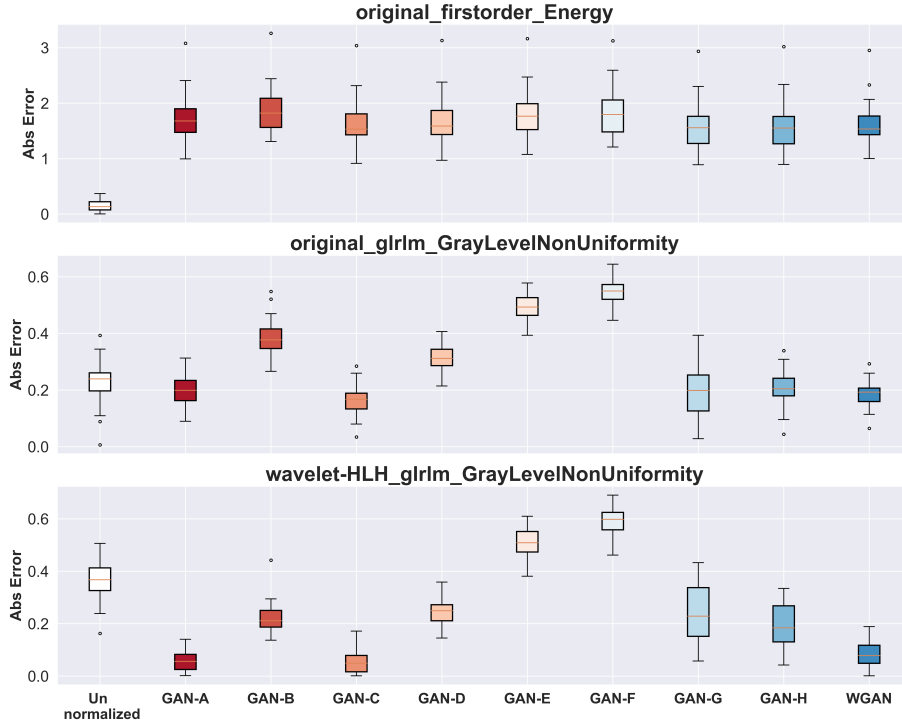 original_firstorder_Energy
Abs Error
3
2
1
0
original_glrlm_GrayLevelNonUniformity
Abs Error
0.6
0.4
0.2
0.0
wavelet-HLH_glrlm_GrayLevelNonUniformity
Abs Error
0.6
0.4
0.2
0.0
Un normalized GAN-A GAN-B GAN-C GAN-D GAN-E GAN-F GAN-G GAN-H WGAN